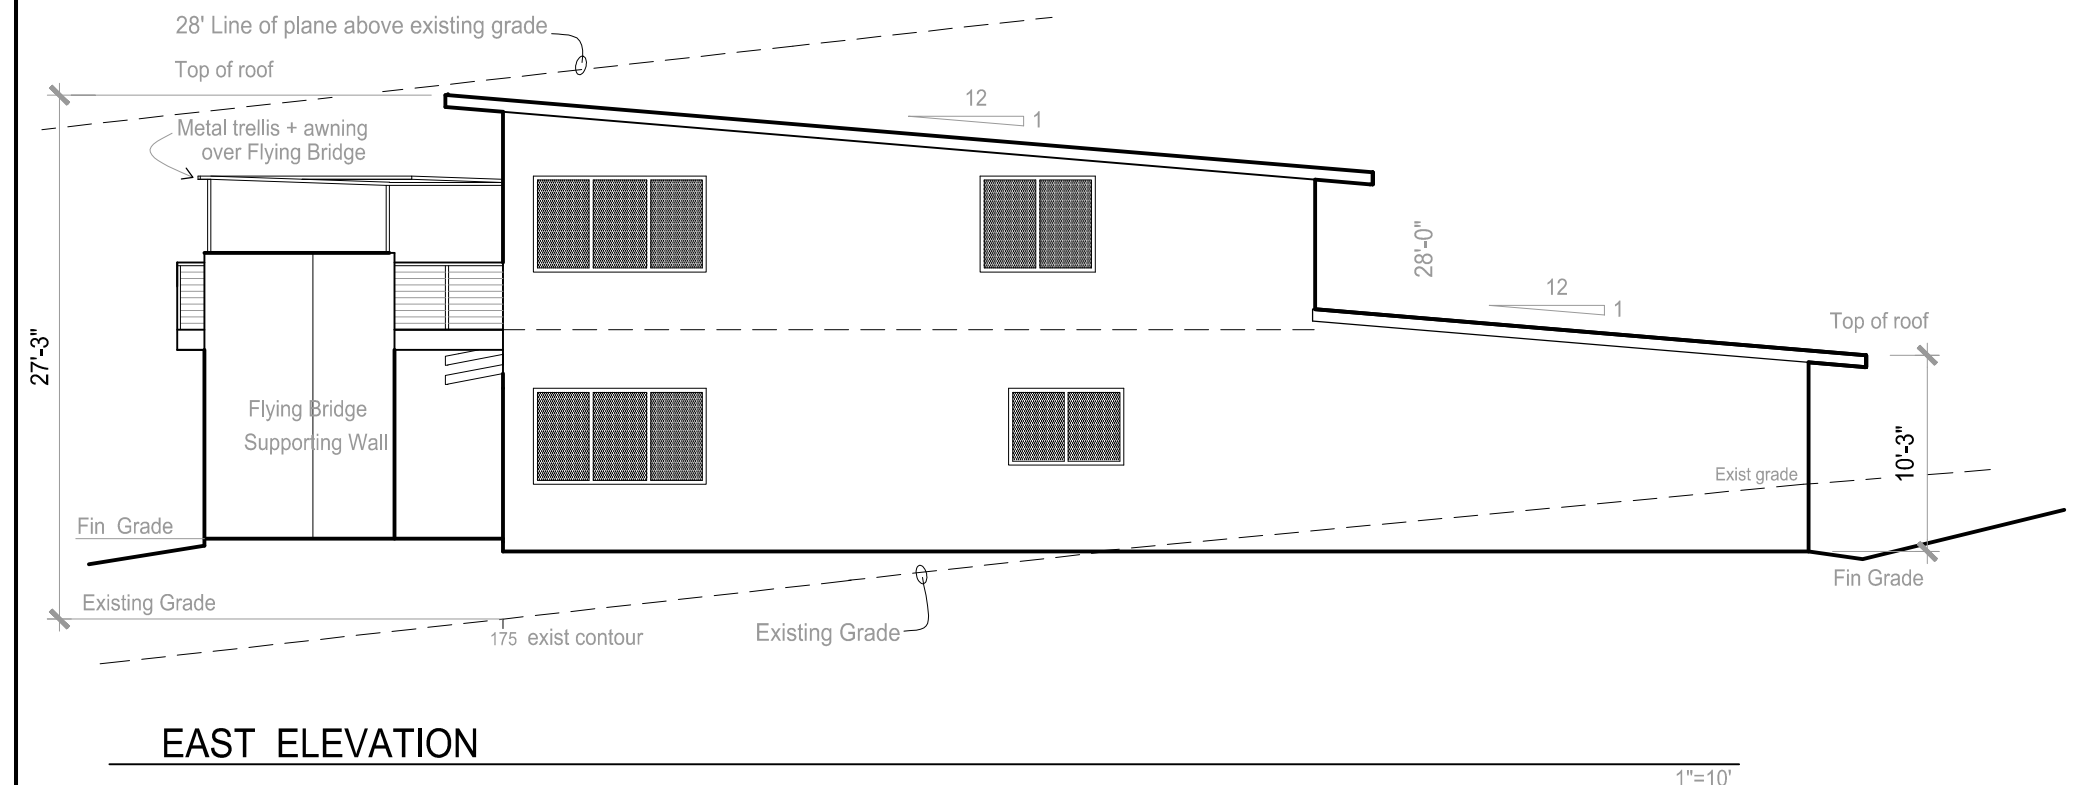 28' Line of plane above existing grade
Top of roof
Metal trellis + awning
over Flying Bridge
12
1
28'-0"
12
1
Top of roof
27'-3"
10'-3"
Flying Bridge
Supporting Wall
Exist grade
Fin Grade
Fin Grade
Existing Grade
175 exist contour
Existing Grade
EAST ELEVATION
1"=10'